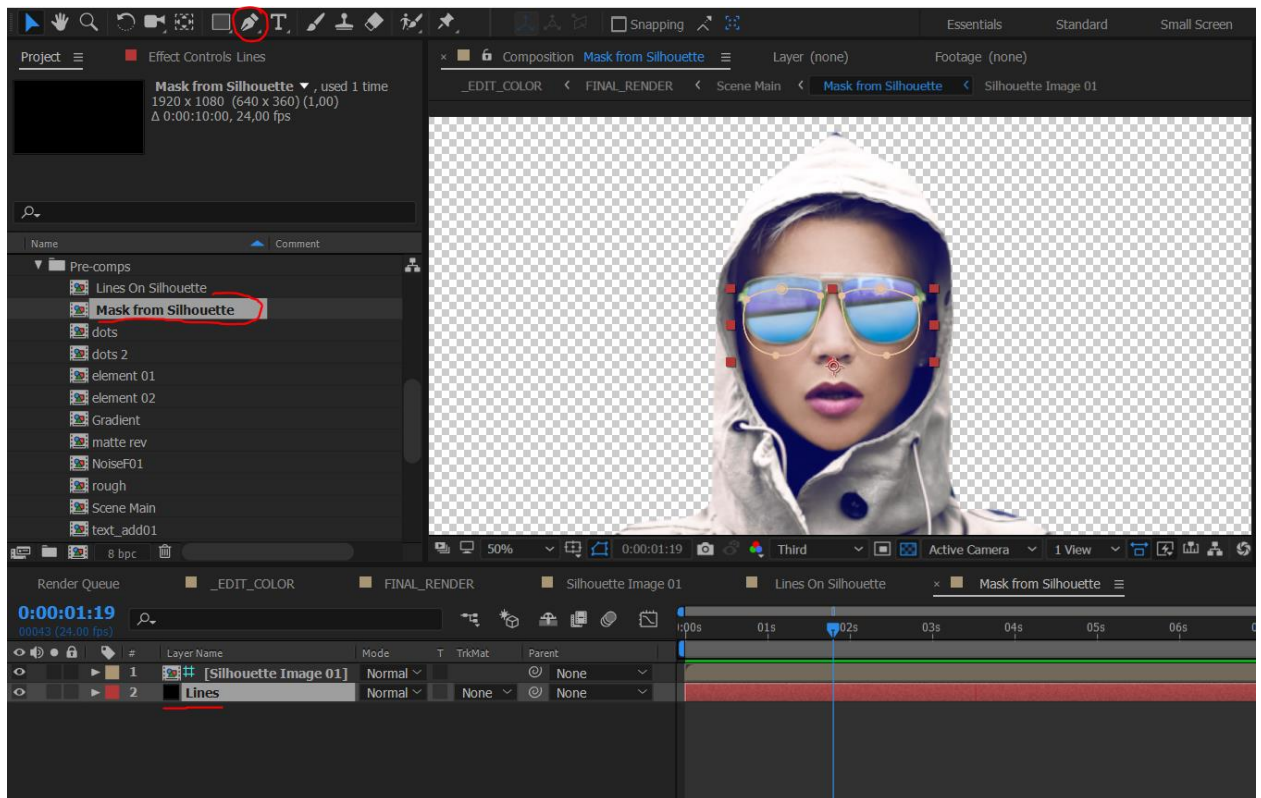 Snapping
Essentials Standard Small Screen
Project Effect Controls Lines
Composition Mask from Silhouette Layer (none) Footage (none)
Mask from Silhouette , used 1 time
1920 x 1080 (640 x 360) (1,00)
Δ 0:00:10:00, 24,00 fps
_EDIT_COLOR FINAL_RENDER Scene Main Mask from Silhouette Silhouette Image 01
Name Comment
Pre-comps
Lines On Silhouette
Mask from Silhouette
dots
dots 2
element 01
element 02
Gradient
matte rev
NoiseF01
rough
Scene Main
text_add01
8 bpc
50% 0:00:01:19 Third Active Camera 1 View
Render Queue _EDIT_COLOR FINAL_RENDER Silhouette Image 01 Lines On Silhouette Mask from Silhouette
0:00:01:19
00043 (24.00 fps)
:00s 01s 02s 03s 04s 05s 06s
# Layer Name Mode T TrkMat Parent
1 [Silhouette Image 01] Normal None
2 Lines Normal None None